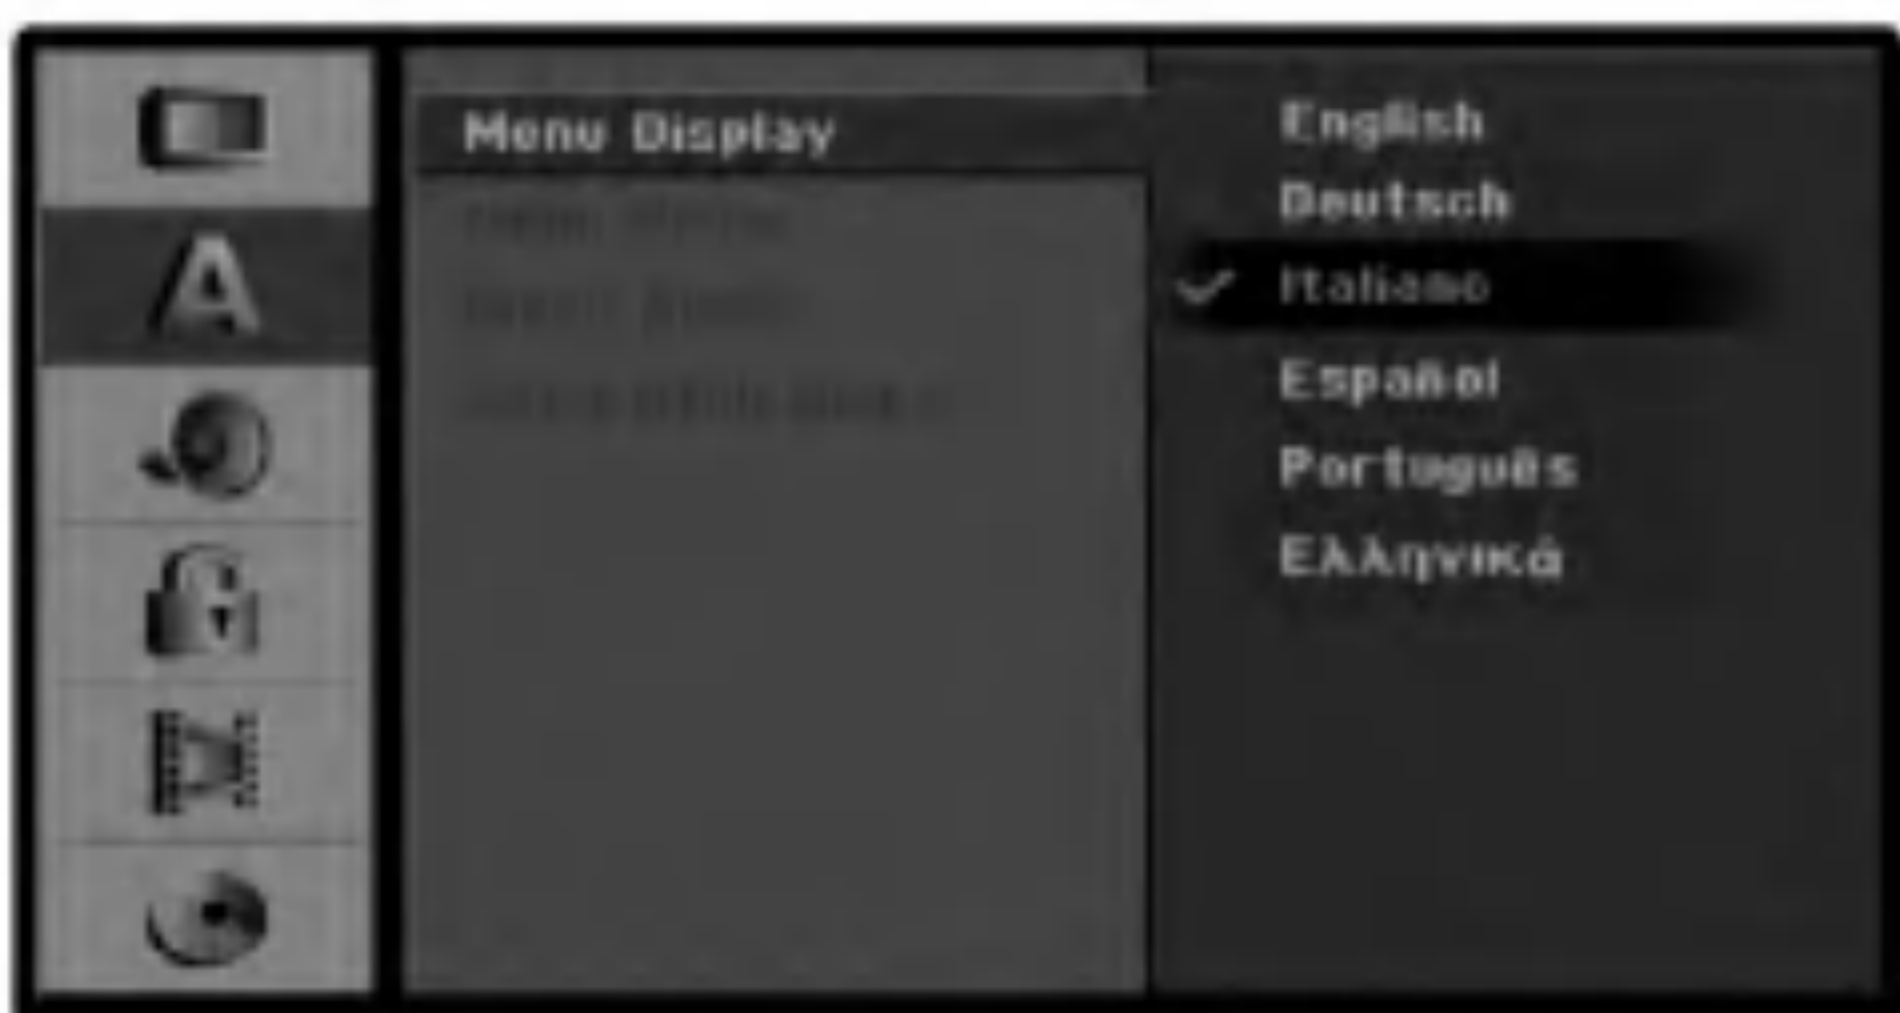 Menu Display
English
Deutsch
Italiano
Español
Português
Ελληνικά